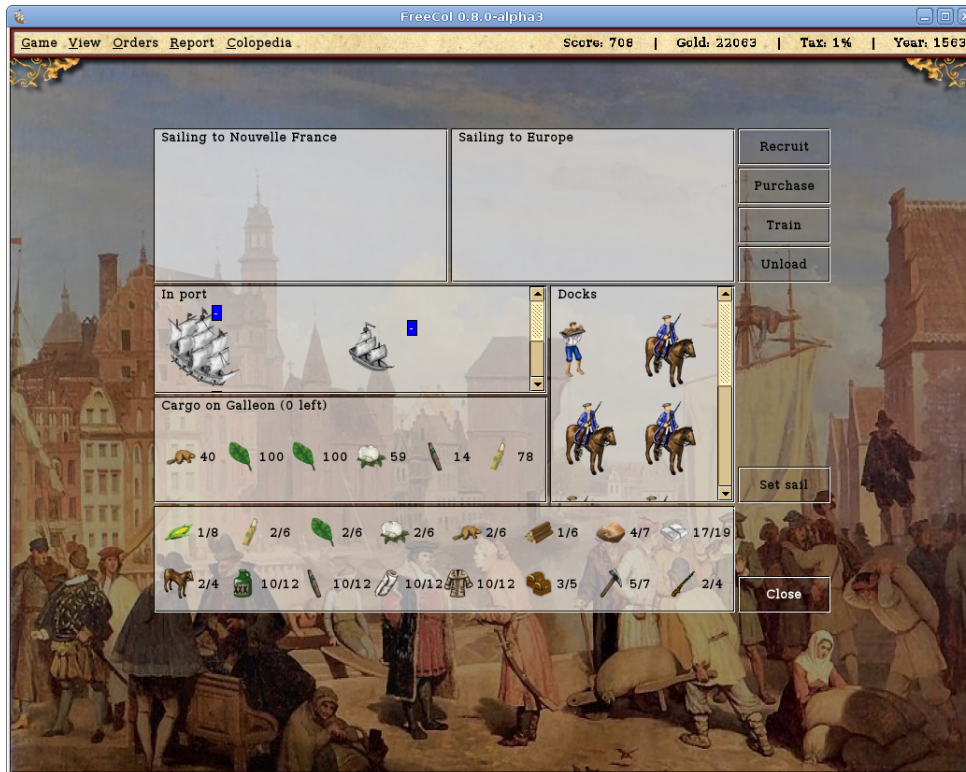 FreeCol 0.8.0-alpha3
Game View Orders Report Colopedia Score: 708 | Gold: 22063 | Tax: 1% | Year: 1563
Sailing to Nouvelle France
Sailing to Europe
Recruit
Purchase
Train
Unload
In port
-
-
Docks
Cargo on Galleon (0 left)
40 100 100 59 14 78
Set sail
1/8 2/6 2/6 2/6 2/6 1/6 4/7 17/19
2/4 10/12 10/12 10/12 10/12 3/5 5/7 2/4
Close